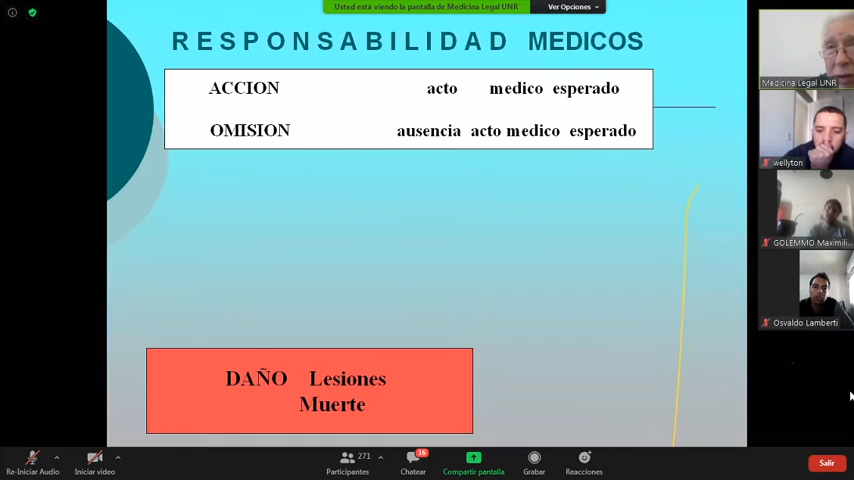 Usted está viendo la pantalla de Medicina Legal UNR
Ver Opciones
RESPONSABILIDAD MEDICOS
ACCION acto medico esperado
OMISION ausencia acto medico esperado
DAÑO Lesiones
Muerte
Medicina Legal UNR
wellyton
GOLEMMO Maximili...
Osvaldo Lamberti
Re-Iniciar Audio
Iniciar video
271
Participantes
16
Chatear
Compartir pantalla
Grabar
Reacciones
Salir